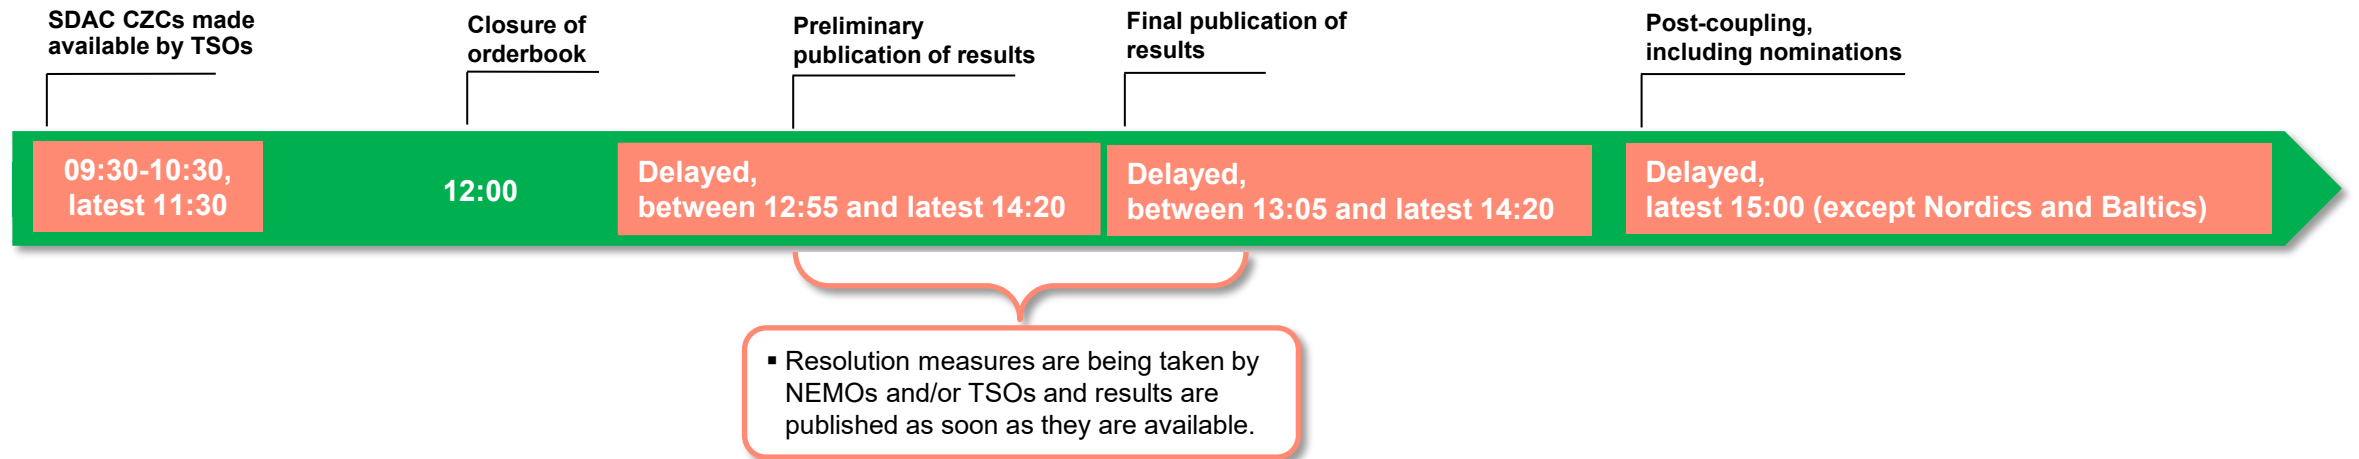 SDAC CZCs made
available by TSOs
Closure of
orderbook
Preliminary
publication of results
Final publication of
results
Post-coupling,
including nominations
09:30-10:30,
latest 11:30
12:00
Delayed,
between 12:55 and latest 14:20
Delayed,
between 13:05 and latest 14:20
Delayed,
latest 15:00 (except Nordics and Baltics)
▪ Resolution measures are being taken by
NEMOs and/or TSOs and results are
published as soon as they are available.